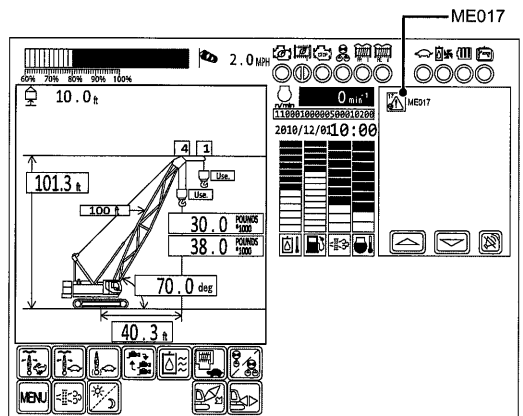 ME017
2.0 MPH
60% 70% 80% 90% 100%
10.0 ft
0 min-1
n/min
11000100000500010200
2010/12/01 10:00
ME017
4 1
Use.
Use.
101.3 ft
100 ft
30.0 POUNDS *1000
38.0 POUNDS *1000
70.0 deg
40.3 ft
MENU